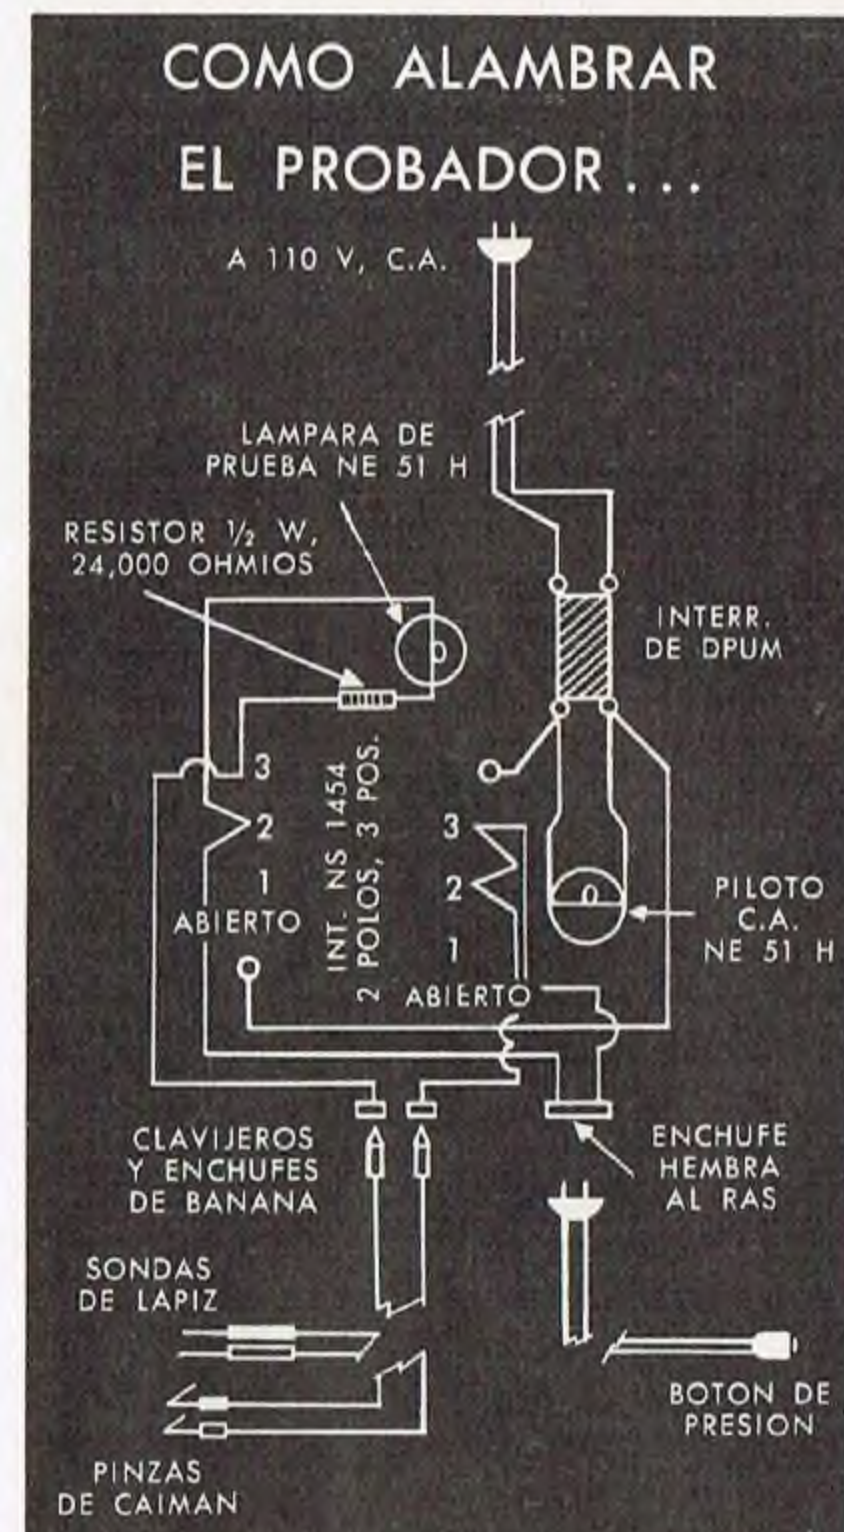 COMO ALAMBRAR
EL PROBADOR...
A 110 V, C.A.
LAMPARA DE
PRUEBA NE 51 H
RESISTOR ½ W,
24,000 OHMIOS
INTERR.
DE DPUM
3
2
1
ABIERTO
INT. NS 1454
2 POLOS, 3 POS.
3
2
1
ABIERTO
PILOTO
C.A.
NE 51 H
CLAVIJEROS
Y ENCHUFES
DE BANANA
ENCHUFE
HEMBRA
AL RAS
SONDAS
DE LAPIZ
BOTON DE
PRESION
PINZAS
DE CAIMAN